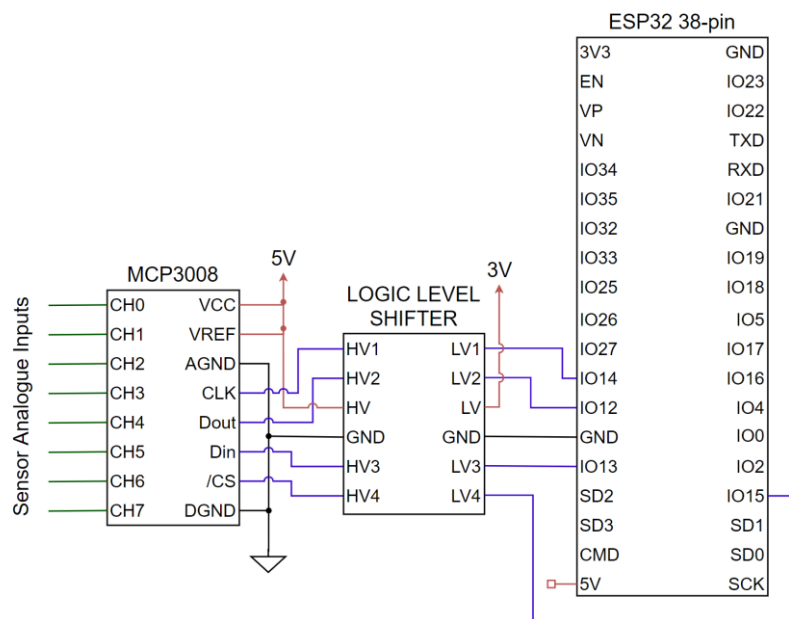 ESP32 38-pin
3V3 GND
EN IO23
VP IO22
VN TXD
IO34 RXD
IO35 IO21
IO32 GND
IO33 IO19
IO25 IO18
IO26 IO5
IO27 IO17
IO14 IO16
IO12 IO4
GND IO0
IO13 IO2
SD2 IO15
SD3 SD1
CMD SD0
5V SCK
5V
3V
MCP3008
CH0 VCC
CH1 VREF
CH2 AGND
CH3 CLK
CH4 Dout
CH5 Din
CH6 /CS
CH7 DGND
Sensor Analogue Inputs
LOGIC LEVEL
SHIFTER
HV1 LV1
HV2 LV2
HV LV
GND GND
HV3 LV3
HV4 LV4